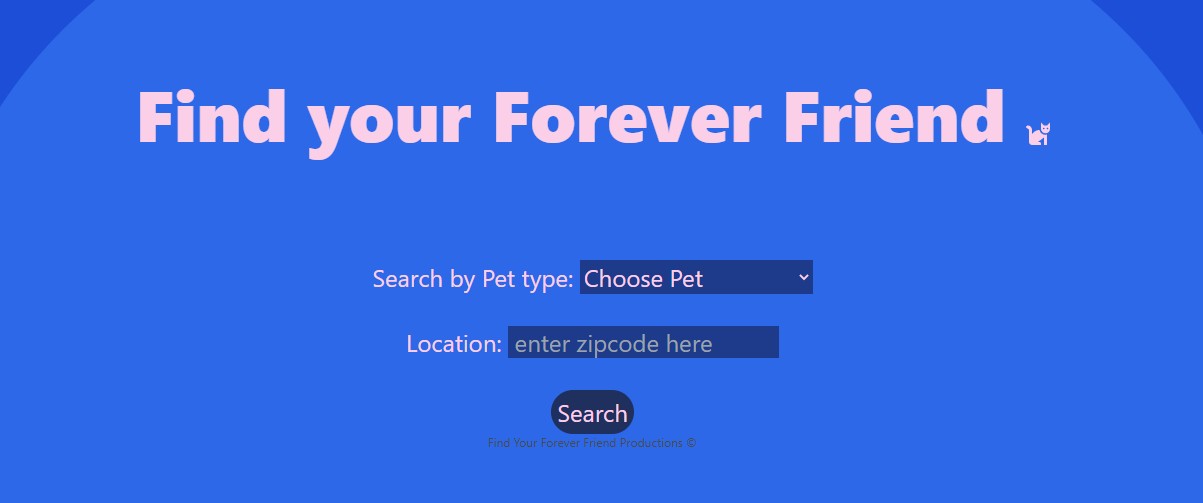 Find your Forever Friend
Search by Pet type: Choose Pet
Location: enter zipcode here
Search
Find Your Forever Friend Productions ©